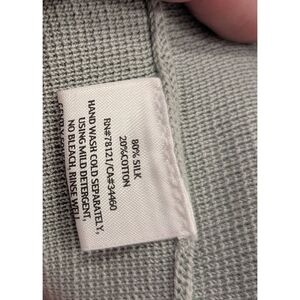 80% SILK
20%COTTON
RN#78121/CA#34460
HAND WASH COLD SEPARATELY,
USING MILD DETERGENT,
NO BLEACH. RINSE WELL